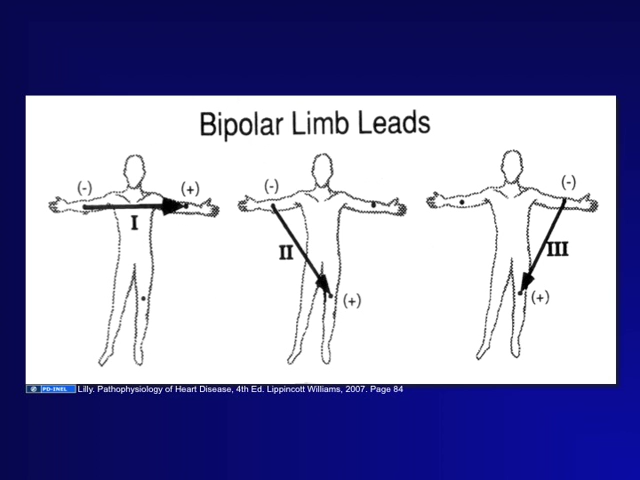 Bipolar Limb Leads
(-) (+) (-) (-)
I II III
(+) (+)
PD-INEL Lilly. Pathophysiology of Heart Disease, 4th Ed. Lippincott Williams, 2007. Page 84